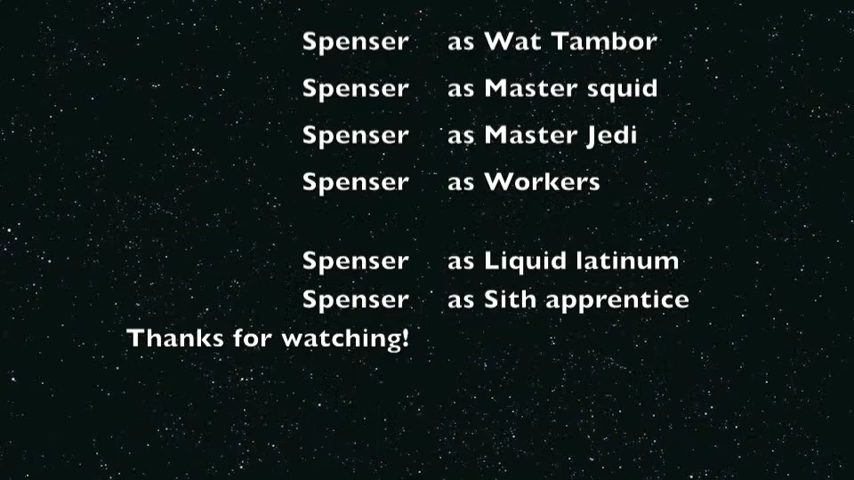 Spenser as Wat Tambor
Spenser as Master squid
Spenser as Master Jedi
Spenser as Workers
Spenser as Liquid latinum
Spenser as Sith apprentice
Thanks for watching!